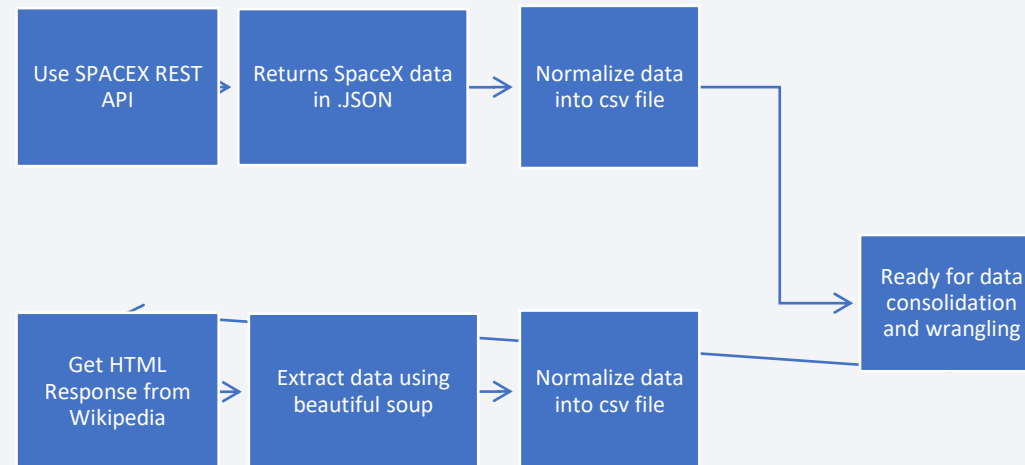 Use SPACEX REST
API
Returns SpaceX data
in .JSON
Normalize data
into csv file
Ready for data
consolidation
and wrangling
Get HTML
Response from
Wikipedia
Extract data using
beautiful soup
Normalize data
into csv file